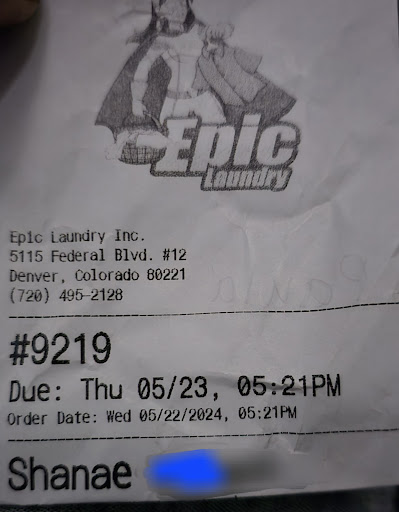 Epic
Laundry
Epic Laundry Inc.
5115 Federal Blvd. #12
Denver, Colorado 80221
(720) 495-2128
#9219
Due: Thu 05/23, 05:21PM
Order Date: Wed 05/22/2024, 05:21PM
Shanae